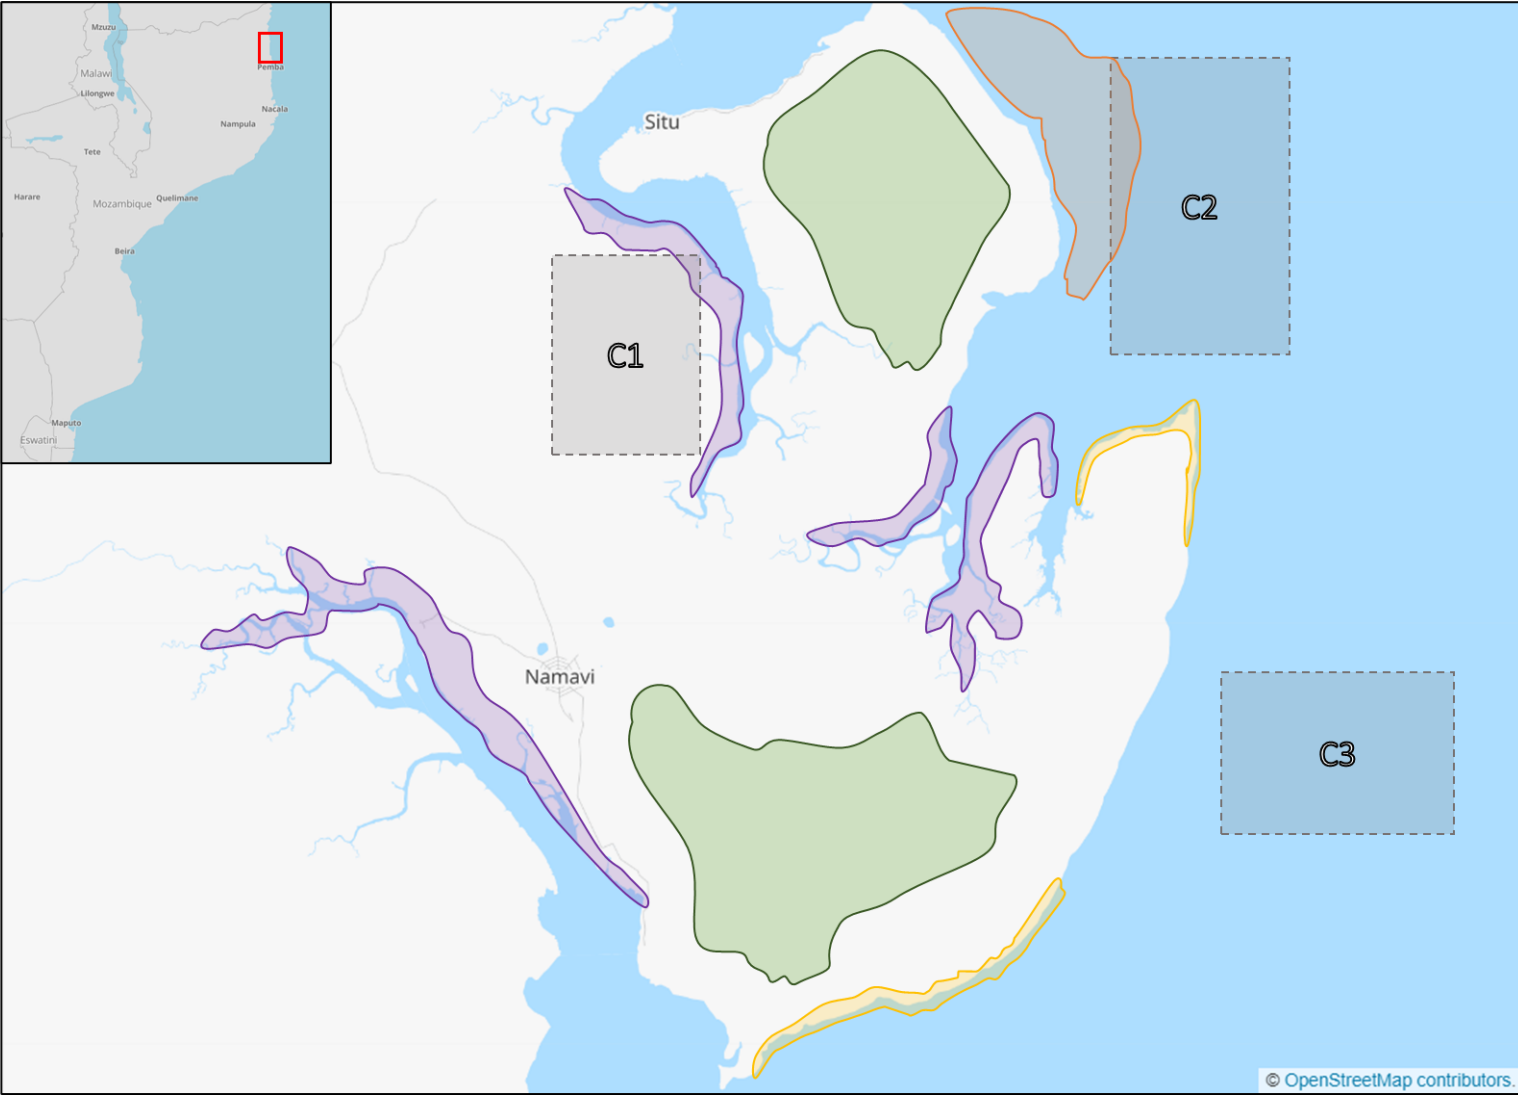 Mzuzu
Malawi
Lilongwe
Pemba
Nacala
Nampula
Tete
Harare
Mozambique
Quelimane
Beira
Maputo
Eswatini
Situ
C2
C1
Namavi
C3
© OpenStreetMap contributors.